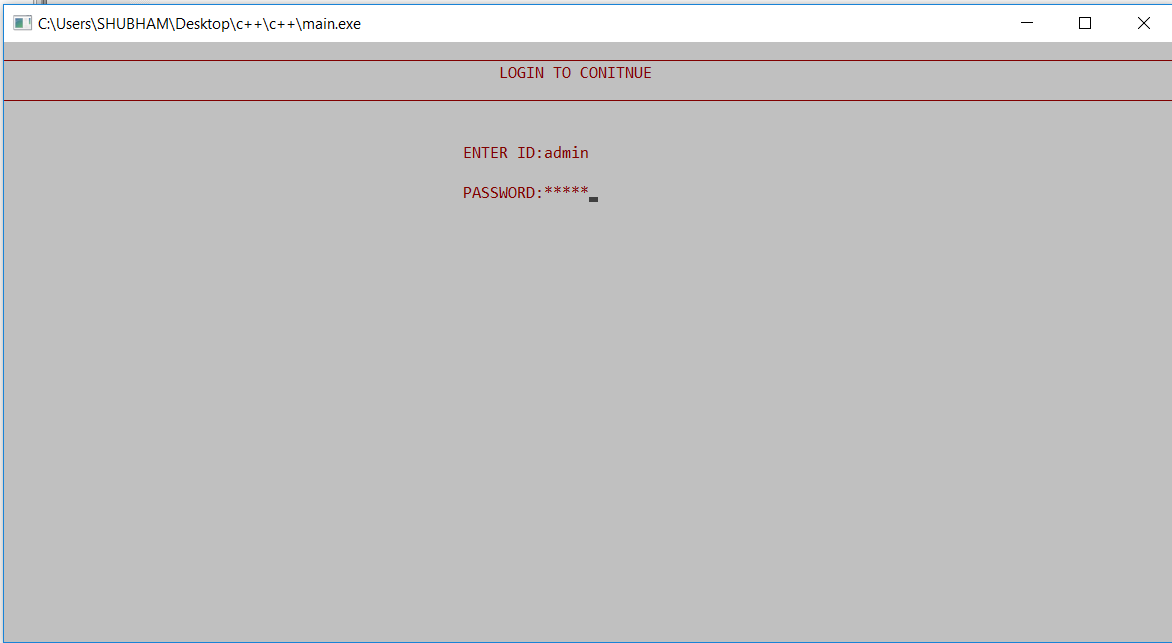 C:\Users\SHUBHAM\Desktop\c++\c++\main.exe
LOGIN TO CONITNUE
ENTER ID:admin
PASSWORD:*****